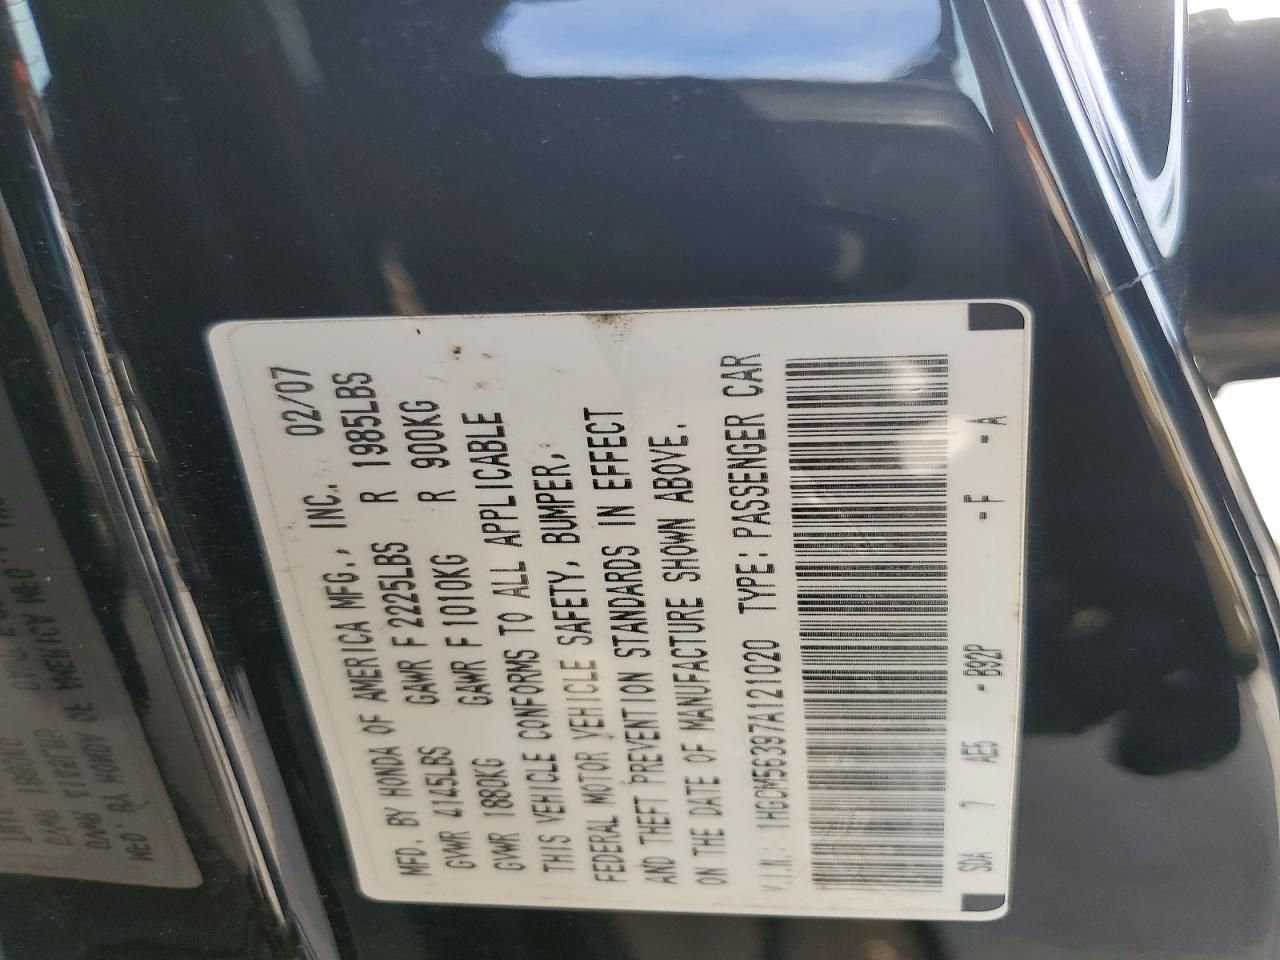 MFD. BY HONDA OF AMERICA MFG., INC. 02/07
GVWR 4145LBS GAWR F 2225LBS R 1985LBS
GVWR 1880KG GAWR F 1010KG R 900KG
THIS VEHICLE CONFORMS TO ALL APPLICABLE
FEDERAL MOTOR VEHICLE SAFETY, BUMPER,
AND THEFT PREVENTION STANDARDS IN EFFECT
ON THE DATE OF MANUFACTURE SHOWN ABOVE.
V.I.N.: 1HGCM56397A121020 TYPE: PASSENGER CAR
SDA 7 AE5 - B92P - F - A